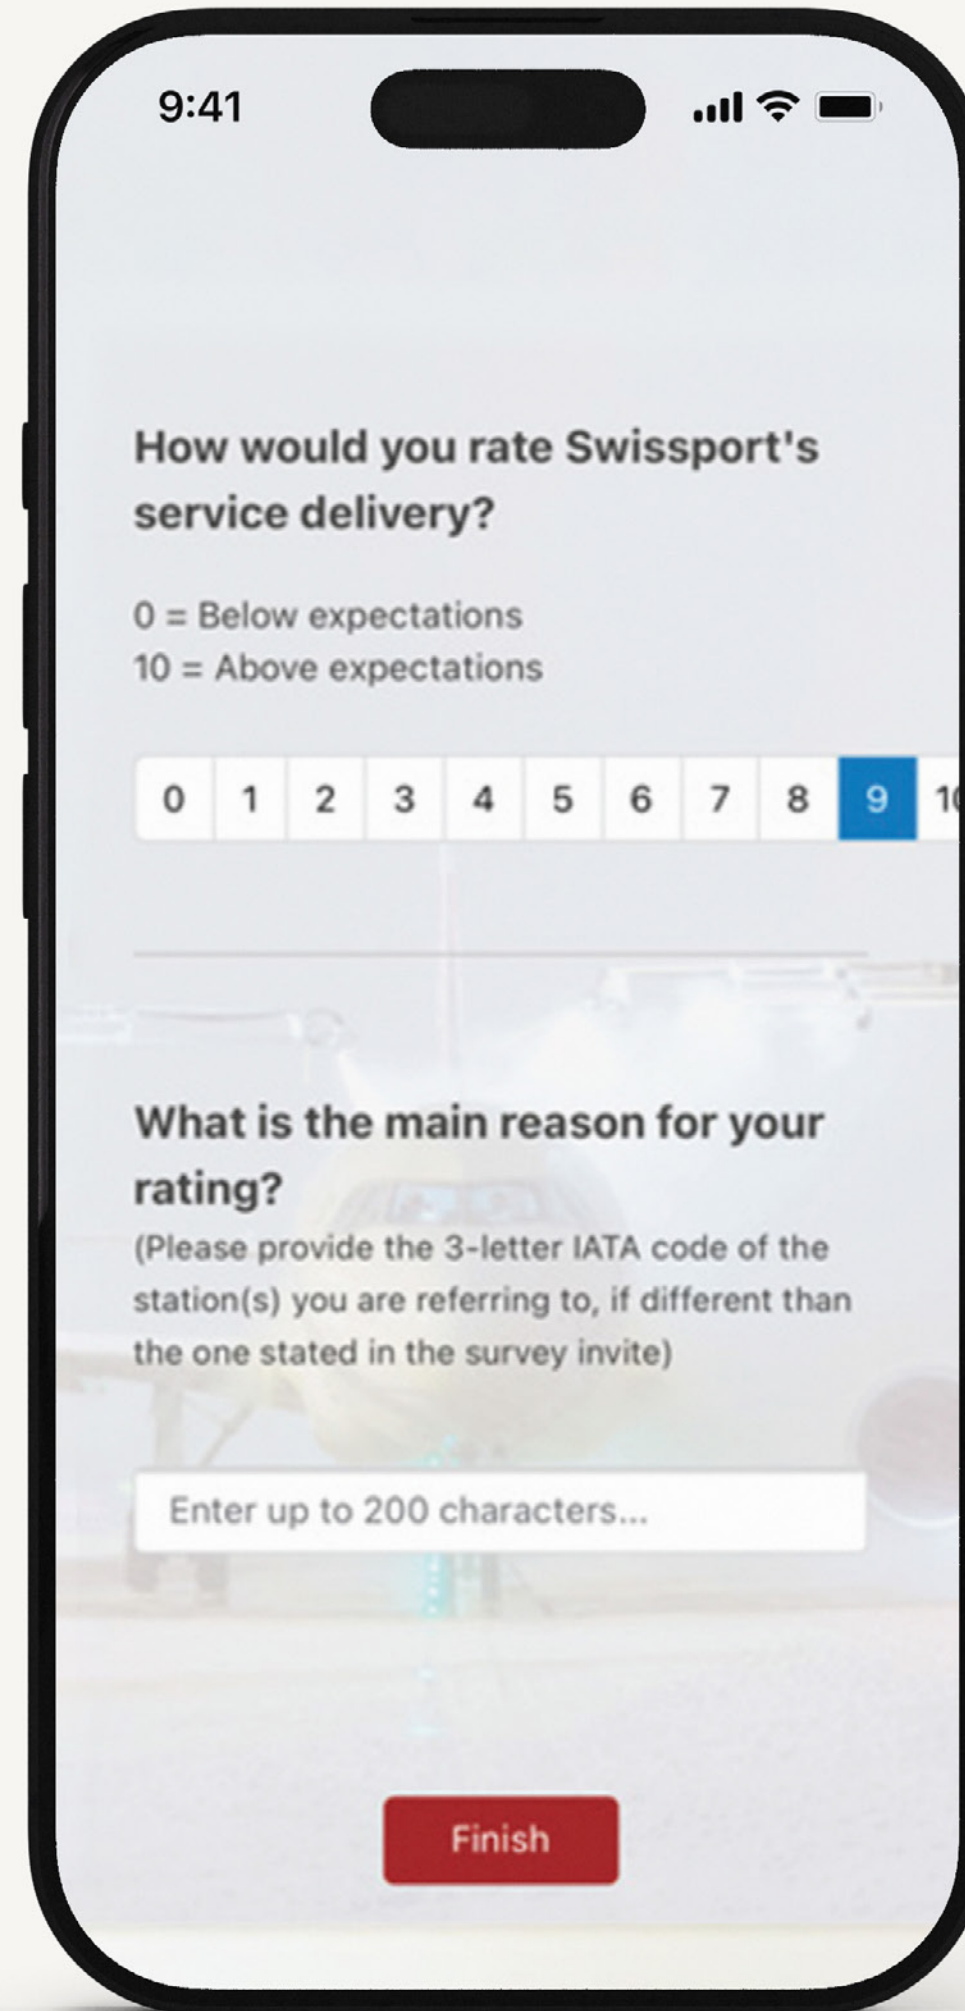 9:41
How would you rate Swissport's
service delivery?
0 = Below expectations
10 = Above expectations
0 1 2 3 4 5 6 7 8 9 10
What is the main reason for your
rating?
(Please provide the 3-letter IATA code of the
station(s) you are referring to, if different than
the one stated in the survey invite)
Enter up to 200 characters...
Finish